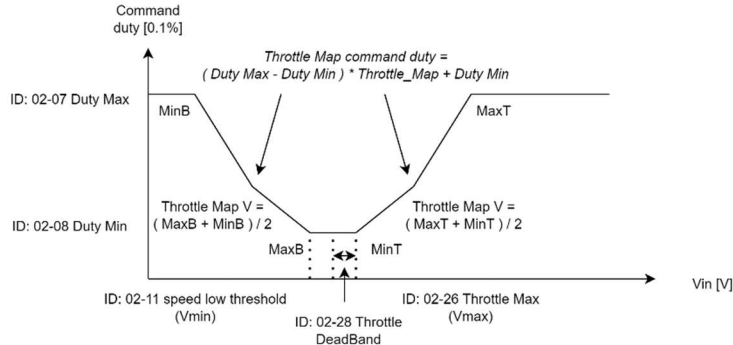 Command
duty [0.1%]
Throttle Map command duty =
( Duty Max - Duty Min ) * Throttle_Map + Duty Min
ID: 02-07 Duty Max
MinB
MaxT
Throttle Map V =
( MaxB + MinB ) / 2
Throttle Map V =
( MaxT + MinT ) / 2
ID: 02-08 Duty Min
MaxB
MinT
Vin [V]
ID: 02-11 speed low threshold
(Vmin)
ID: 02-26 Throttle Max
(Vmax)
ID: 02-28 Throttle
DeadBand